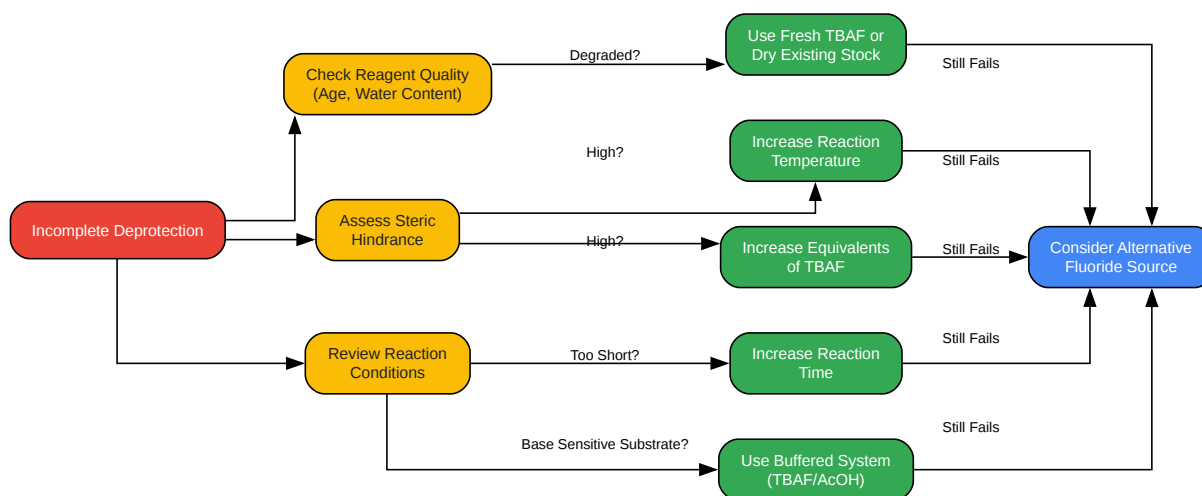 Use Fresh TBAF or
Dry Existing Stock
Degraded?
Still Fails
Check Reagent Quality
(Age, Water Content)
Increase Reaction
Temperature
High?
Still Fails
Incomplete Deprotection
Assess Steric
Hindrance
High?
Increase Equivalents
of TBAF
Still Fails
Consider Alternative
Fluoride Source
Review Reaction
Conditions
Too Short?
Increase Reaction
Time
Still Fails
Base Sensitive Substrate?
Use Buffered System
(TBAF/AcOH)
Still Fails